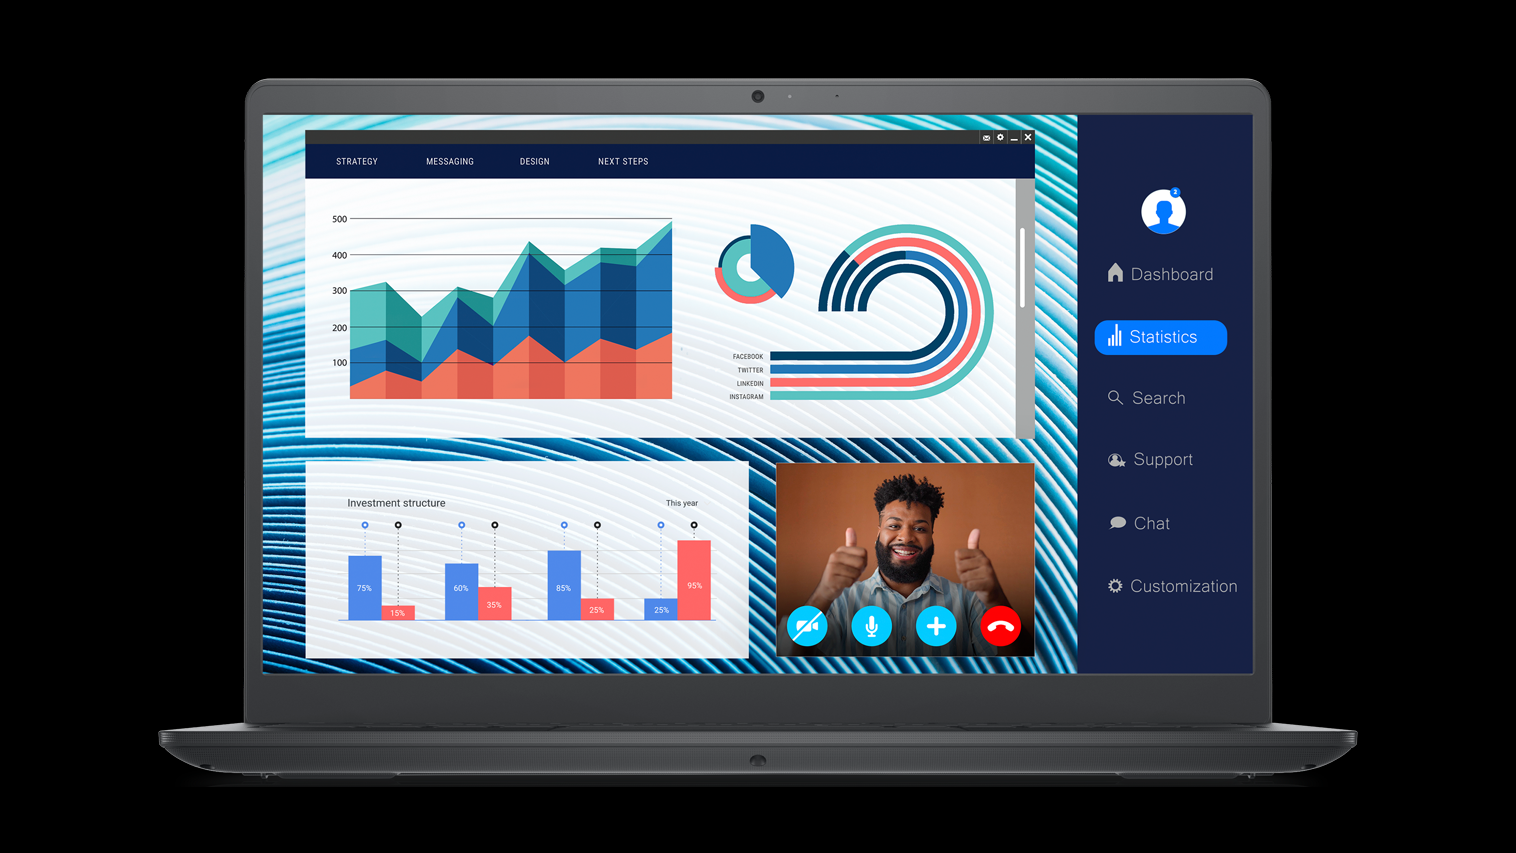 STRATEGY MESSAGING DESIGN NEXT STEPS
500
400
300
200
100
FACEBOOK
TWITTER
LINKEDIN
INSTAGRAM
Investment structure This year
75% 15% 60% 35% 85% 25% 25% 95%
2
Dashboard
Statistics
Search
Support
Chat
Customization